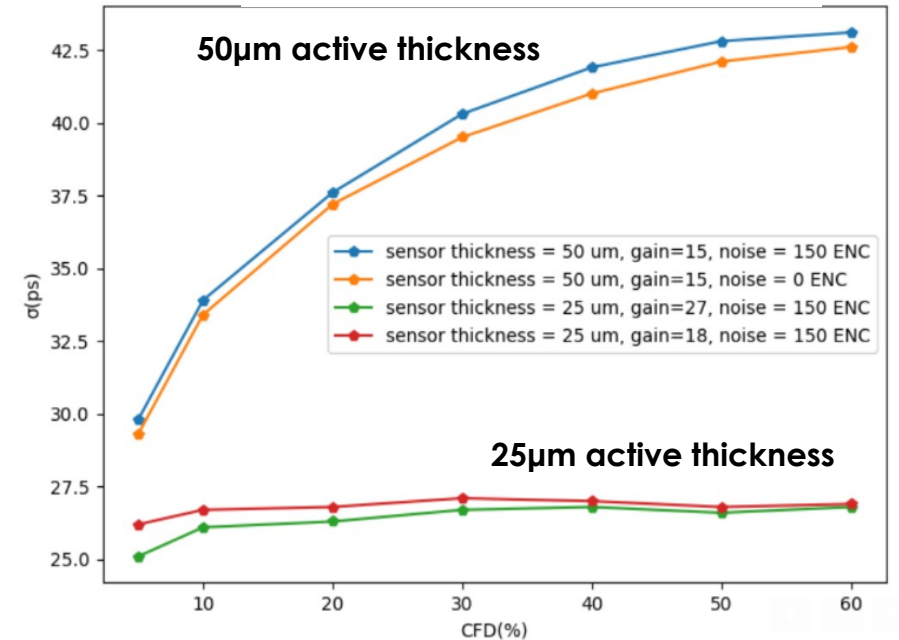 50μm active thickness
42.5
40.0
37.5
35.0
32.5
30.0
27.5
25.0
σ(ps)
sensor thickness = 50 um, gain=15, noise = 150 ENC
sensor thickness = 50 um, gain=15, noise = 0 ENC
sensor thickness = 25 um, gain=27, noise = 150 ENC
sensor thickness = 25 um, gain=18, noise = 150 ENC
25μm active thickness
10 20 30 40 50 60
CFD(%)